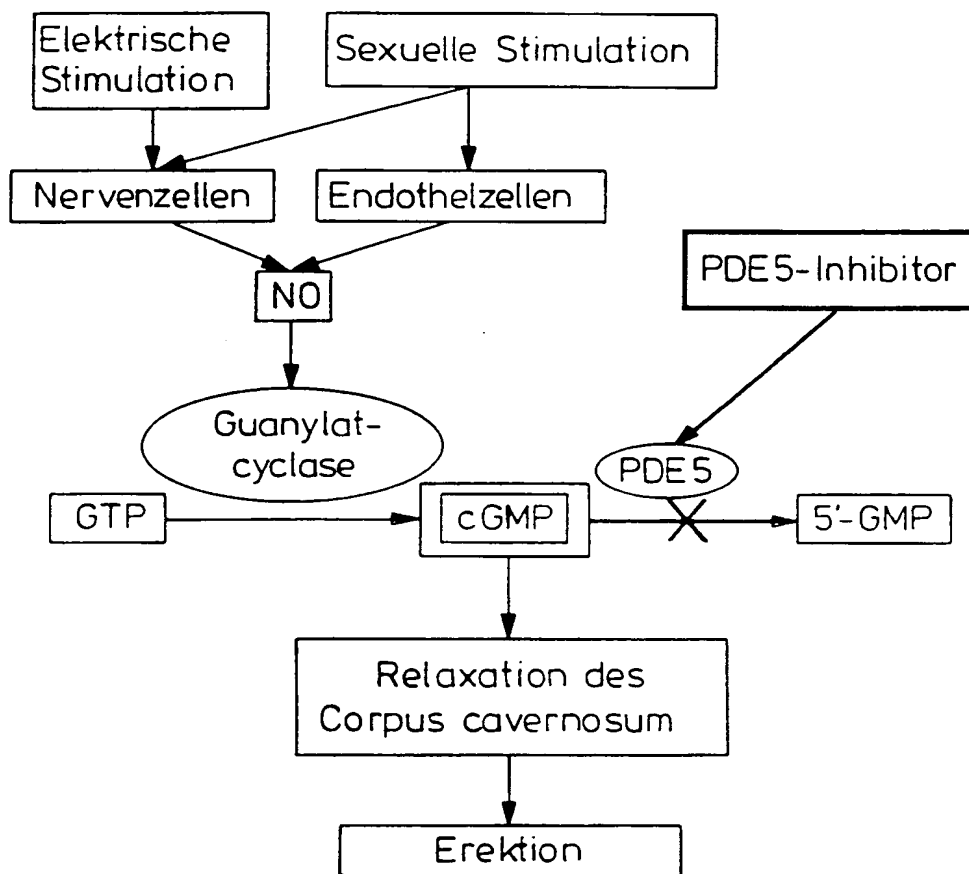 Elektrische
Stimulation
Sexuelle Stimulation
Nervenzellen
Endothelzellen
NO
PDE5-Inhibitor
Guanylat-
cyclase
PDE5
GTP
cGMP
5'-GMP
Relaxation des
Corpus cavernosum
Erektion